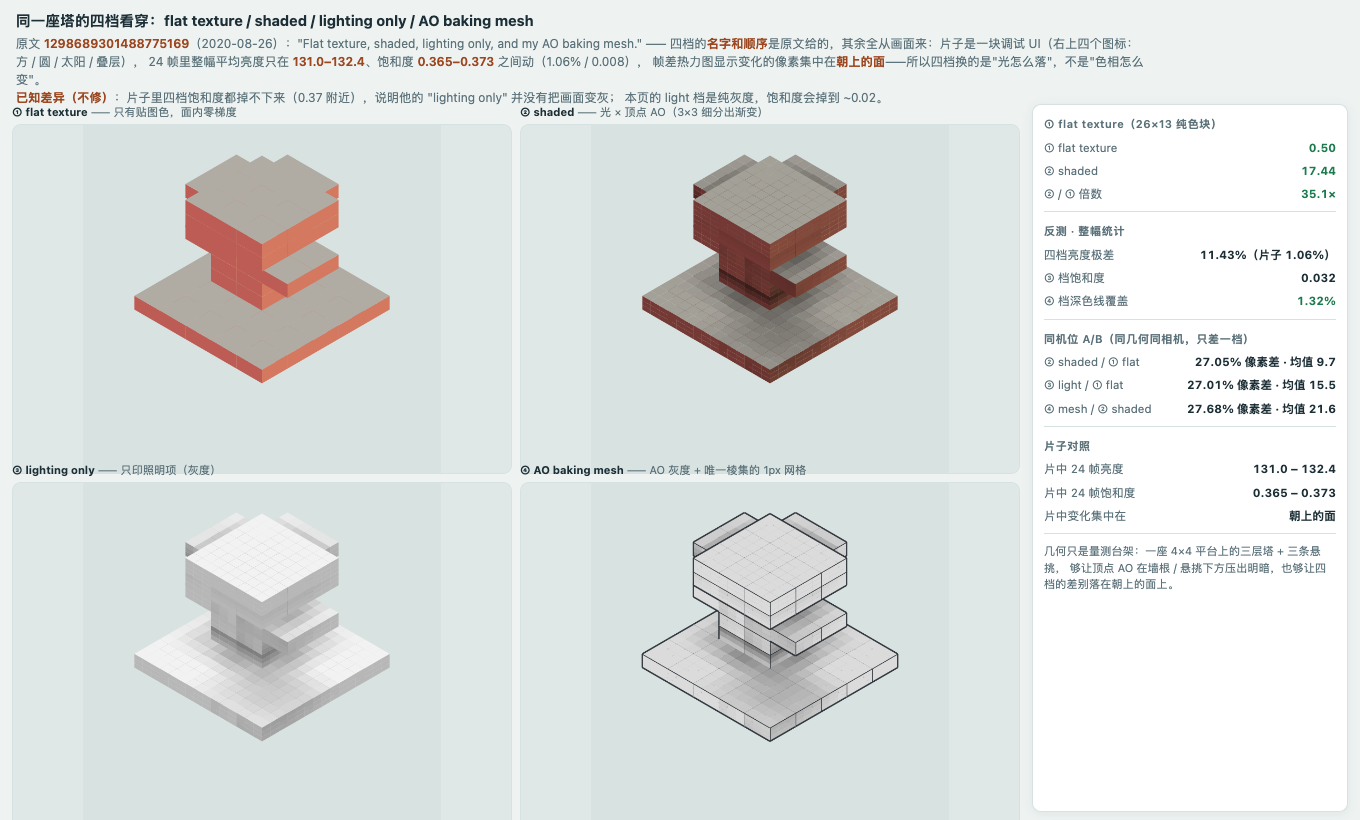 同一座塔的四档看穿：flat texture / shaded / lighting only / AO baking mesh
原文 1298689301488775169（2020-08-26）："Flat texture, shaded, lighting only, and my AO baking mesh." —— 四档的名字和顺序是原文给的，其余全从画面来：片子是一块调试 UI（右上四个图标：
方 / 圆 / 太阳 / 叠层）， 24 帧里整幅平均亮度只在 131.0–132.4、饱和度 0.365–0.373 之间动（1.06% / 0.008）， 帧差热力图显示变化的像素集中在朝上的面——所以四档换的是"光怎么落"，不是"色相怎么
变"。
已知差异（不修）：片子里四档饱和度都掉不下来（0.37 附近），说明他的 "lighting only" 并没有把画面变灰； 本页的 light 档是纯灰度，饱和度会掉到 ~0.02。
① flat texture —— 只有贴图色，面内零梯度
② shaded —— 光 × 顶点 AO（3×3 细分出渐变）
③ lighting only —— 只印照明项（灰度）
④ AO baking mesh —— AO 灰度 + 唯一棱集的 1px 网格
① flat texture（26×13 纯色块）
① flat texture 0.50
② shaded 17.44
② / ① 倍数 35.1×
反测 · 整幅统计
四档亮度极差 11.43%（片子 1.06%）
③ 档饱和度 0.032
④ 档深色线覆盖 1.32%
同机位 A/B（同几何同相机，只差一档）
② shaded / ① flat 27.05% 像素差 · 均值 9.7
③ light / ① flat 27.01% 像素差 · 均值 15.5
④ mesh / ② shaded 27.68% 像素差 · 均值 21.6
片子对照
片中 24 帧亮度 131.0 – 132.4
片中 24 帧饱和度 0.365 – 0.373
片中变化集中在 朝上的面
几何只是量测台架：一座 4×4 平台上的三层塔 + 三条悬
挑， 够让顶点 AO 在墙根 / 悬挑下方压出明暗，也够让四
档的差别落在朝上的面上。